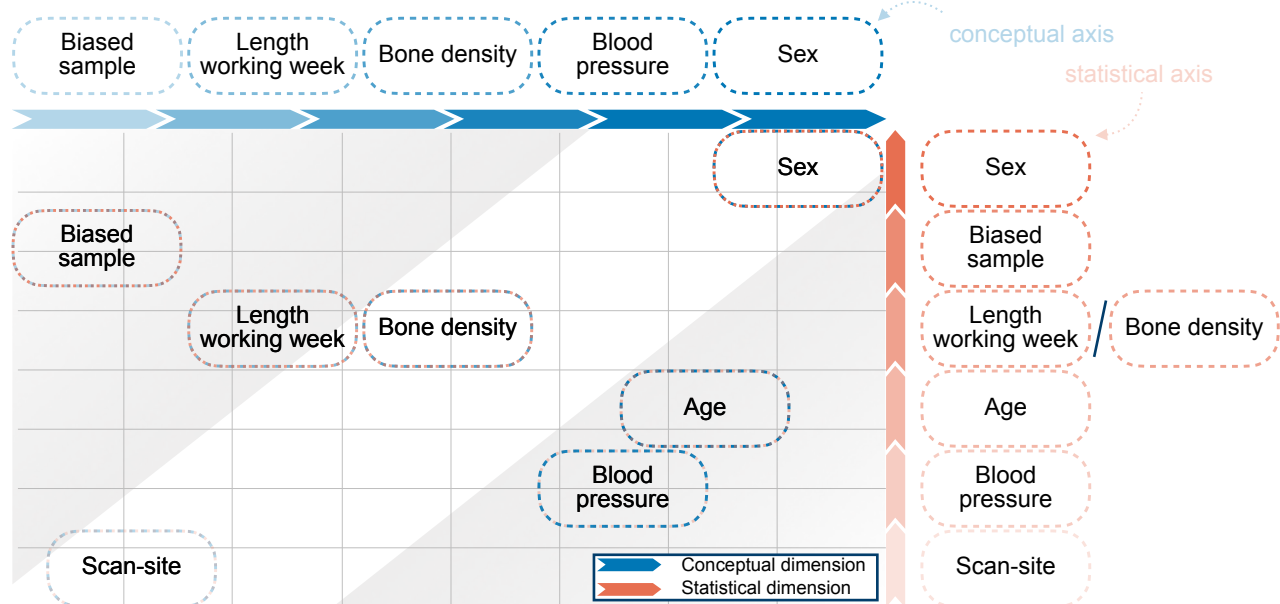 Biased
sample
Length
working week
Bone density
Blood
pressure
Sex
conceptual axis
statistical axis
Sex
Sex
Biased
sample
Biased
sample
Length
working week
Bone density
Length
working week
/
Bone density
Age
Age
Blood
pressure
Blood
pressure
Scan-site
Conceptual dimension
Statistical dimension
Scan-site